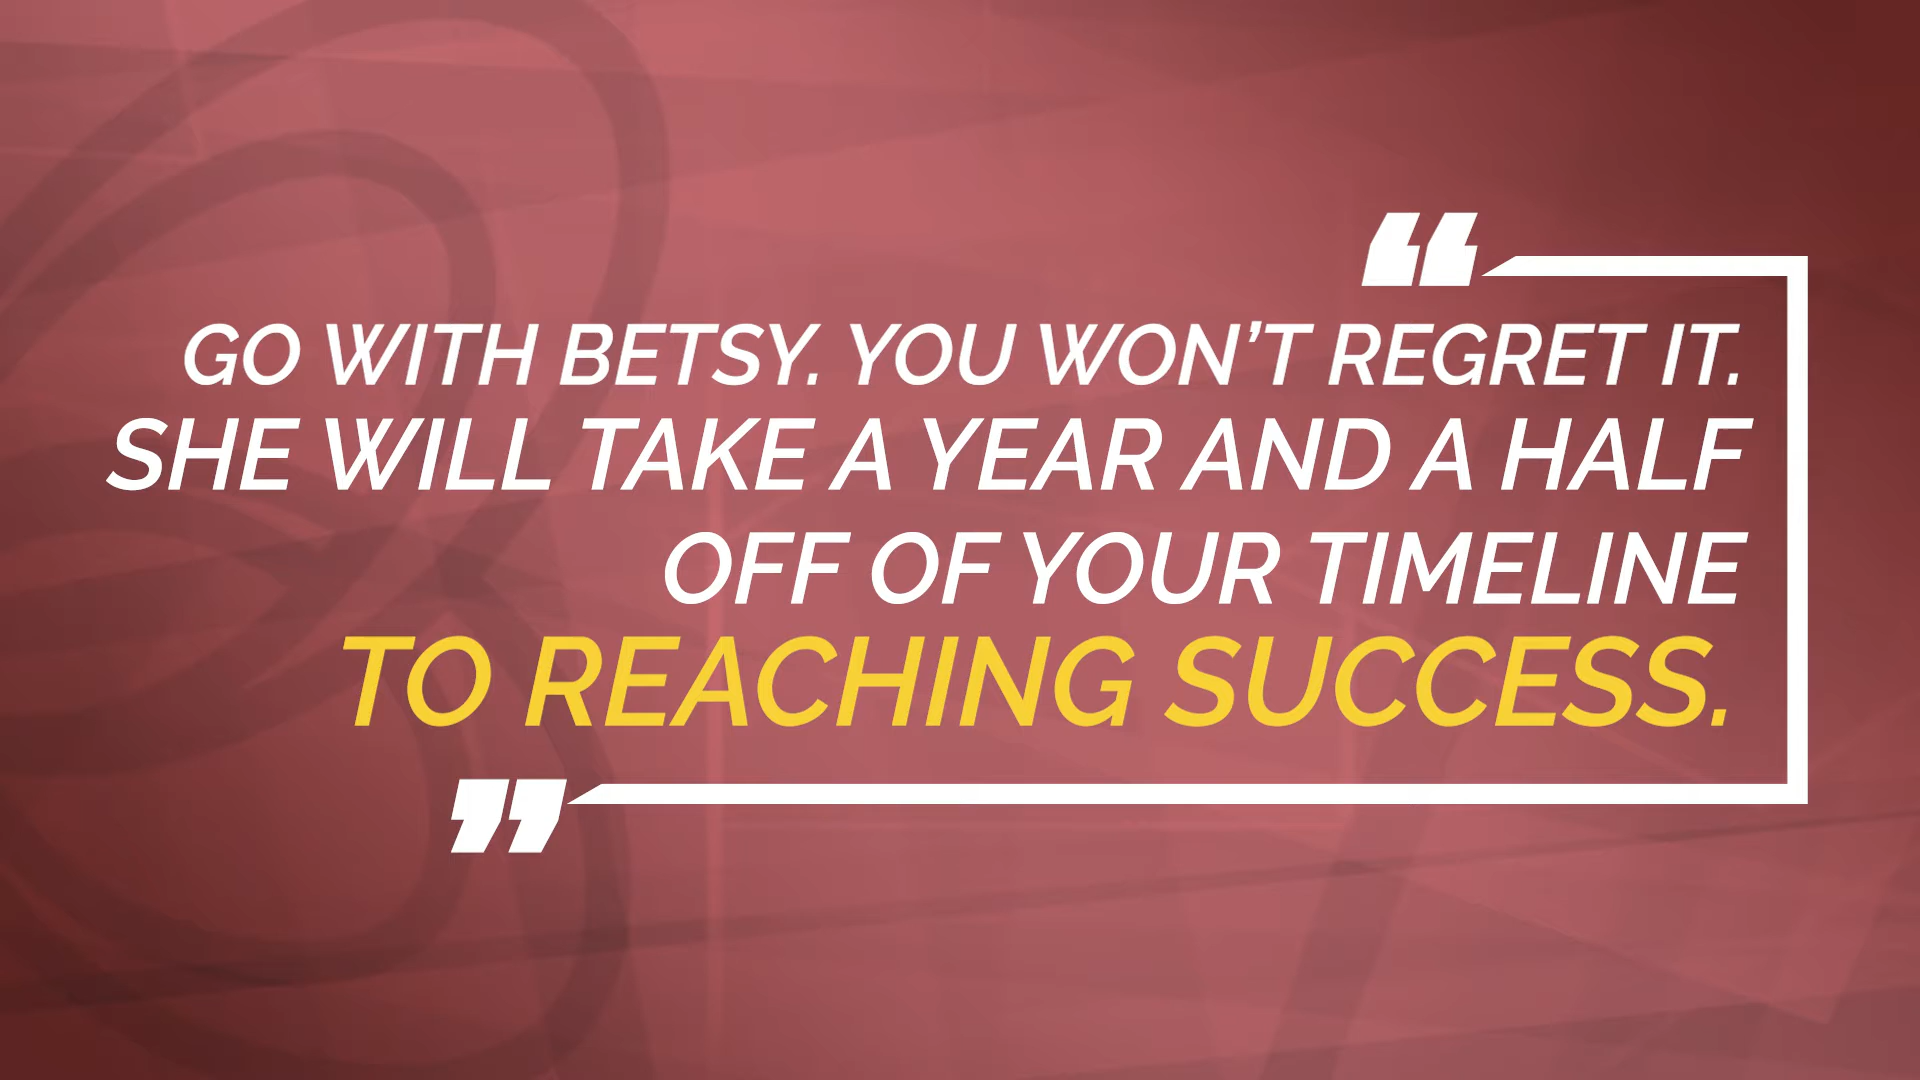 “
GO WITH BETSY. YOU WON’T REGRET IT.
SHE WILL TAKE A YEAR AND A HALF
OFF OF YOUR TIMELINE
TO REACHING SUCCESS.
”